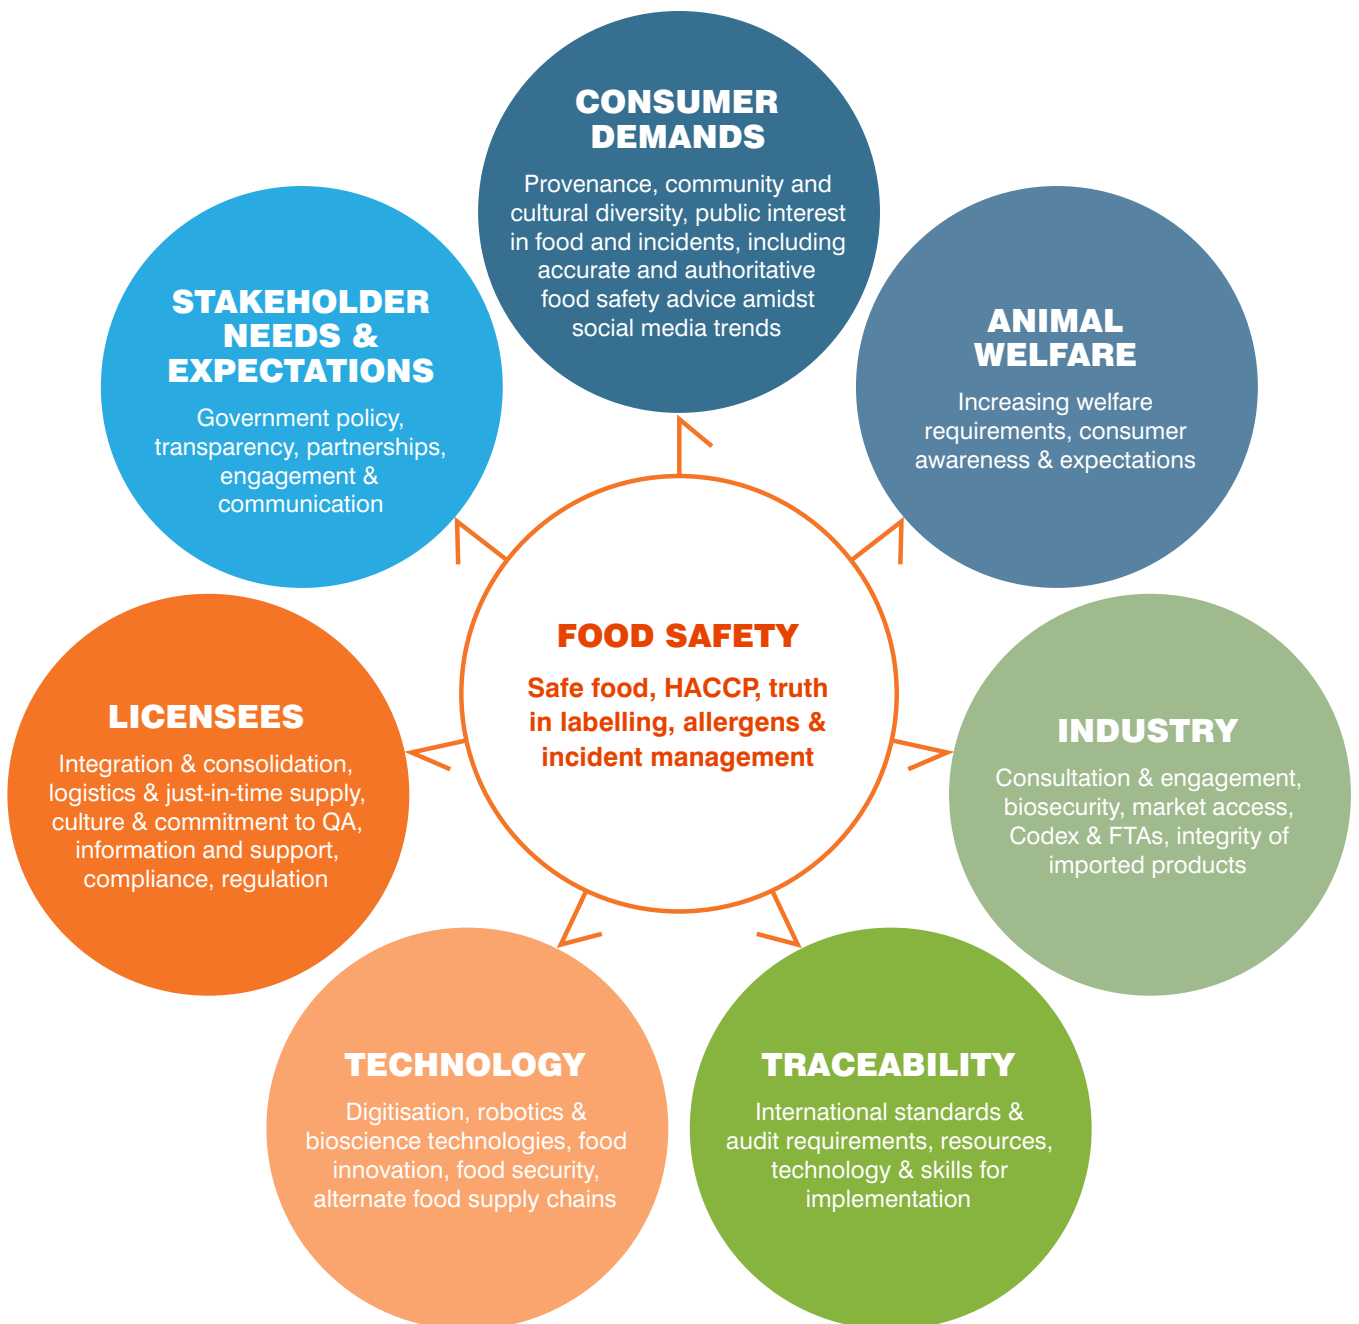 CONSUMER
DEMANDS
Provenance, community and
cultural diversity, public interest
in food and incidents, including
accurate and authoritative
food safety advice amidst
social media trends
STAKEHOLDER
NEEDS &
EXPECTATIONS
Government policy,
transparency, partnerships,
engagement &
communication
ANIMAL
WELFARE
Increasing welfare
requirements, consumer
awareness & expectations
FOOD SAFETY
Safe food, HACCP, truth
in labelling, allergens &
incident management
LICENSEES
Integration & consolidation,
logistics & just-in-time supply,
culture & commitment to QA,
information and support,
compliance, regulation
INDUSTRY
Consultation & engagement,
biosecurity, market access,
Codex & FTAs, integrity of
imported products
TECHNOLOGY
Digitisation, robotics &
bioscience technologies, food
innovation, food security,
alternate food supply chains
TRACEABILITY
International standards &
audit requirements, resources,
technology & skills for
implementation